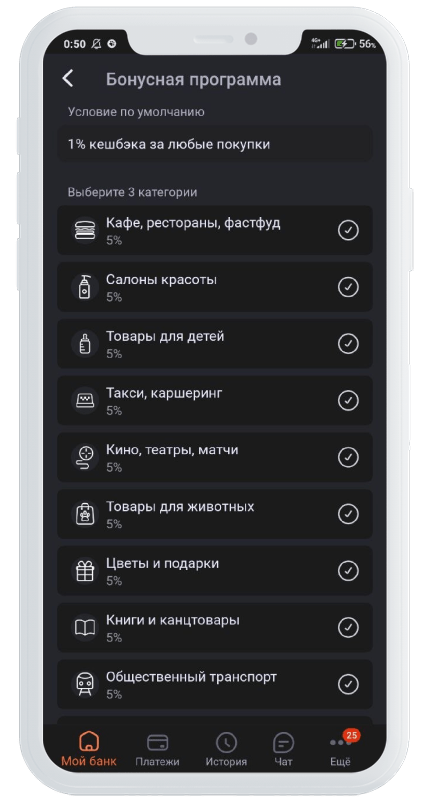 0:50 4G+ 56%
Бонусная программа
Условие по умолчанию
1% кешбэка за любые покупки
Выберите 3 категории
Кафе, рестораны, фастфуд
5%
Салоны красоты
5%
Товары для детей
5%
Такси, каршеринг
5%
Кино, театры, матчи
5%
Товары для животных
5%
Цветы и подарки
5%
Книги и канцтовары
5%
Общественный транспорт
5%
25
Мой банк Платежи История Чат Ещё